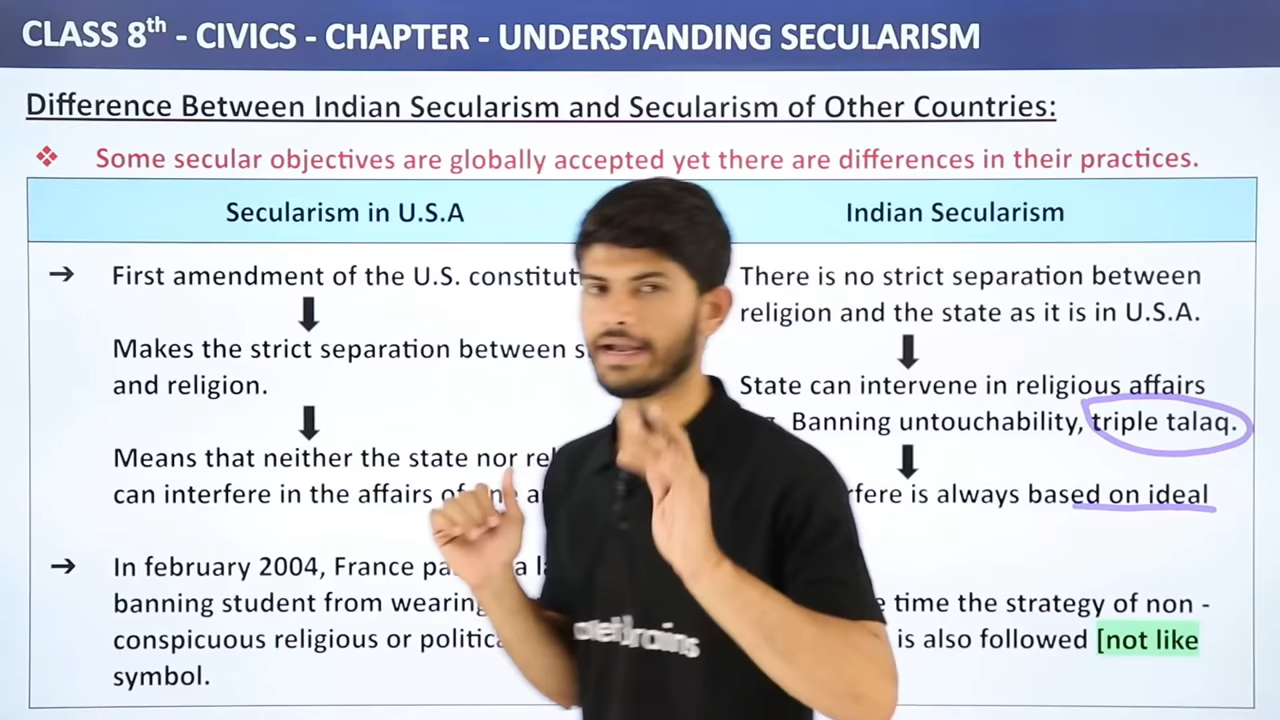 CLASS 8th - CIVICS - CHAPTER - UNDERSTANDING SECULARISM
Difference Between Indian Secularism and Secularism of Other Countries:
❖ Some secular objectives are globally accepted yet there are differences in their practices.
Secularism in U.S.A
→ First amendment of the U.S.
Makes the strict separation between
and religion.
Means that neither the state nor
can interfere in the affairs of
→ In february 2004, France
banning student from wearing
conspicuous religious or
symbol.
Indian Secularism
There is no strict separation between
religion and the state as it is in U.S.A.
State can intervene in religious affairs
Banning untouchability, triple talaq.
is always based on ideal
time the strategy of non -
is also followed [not like